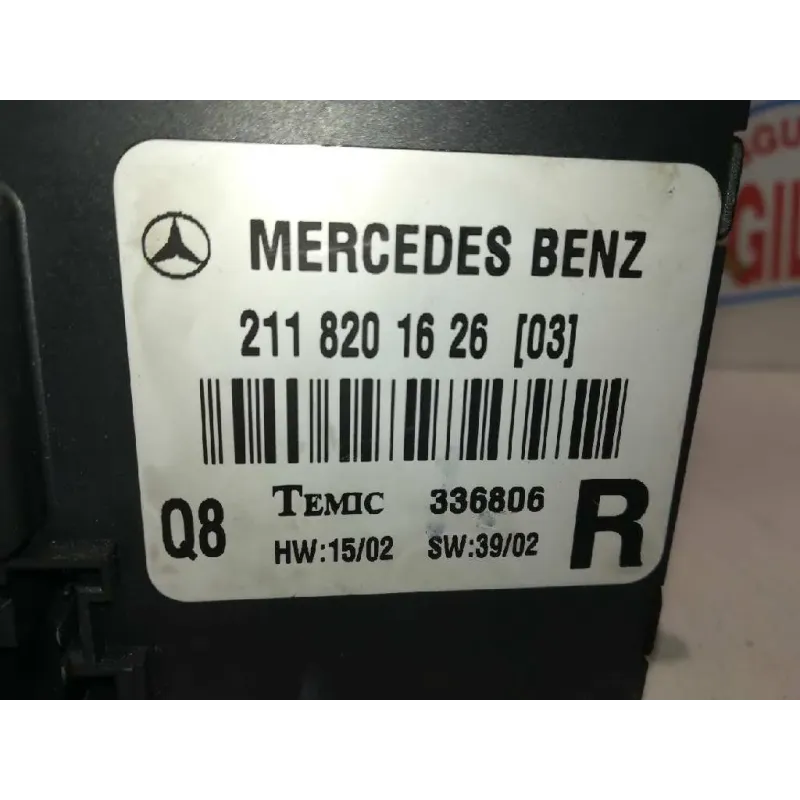 MERCEDES BENZ
211 820 16 26 [03]
Q8
TEMIC 336806
HW:15/02 SW:39/02
R